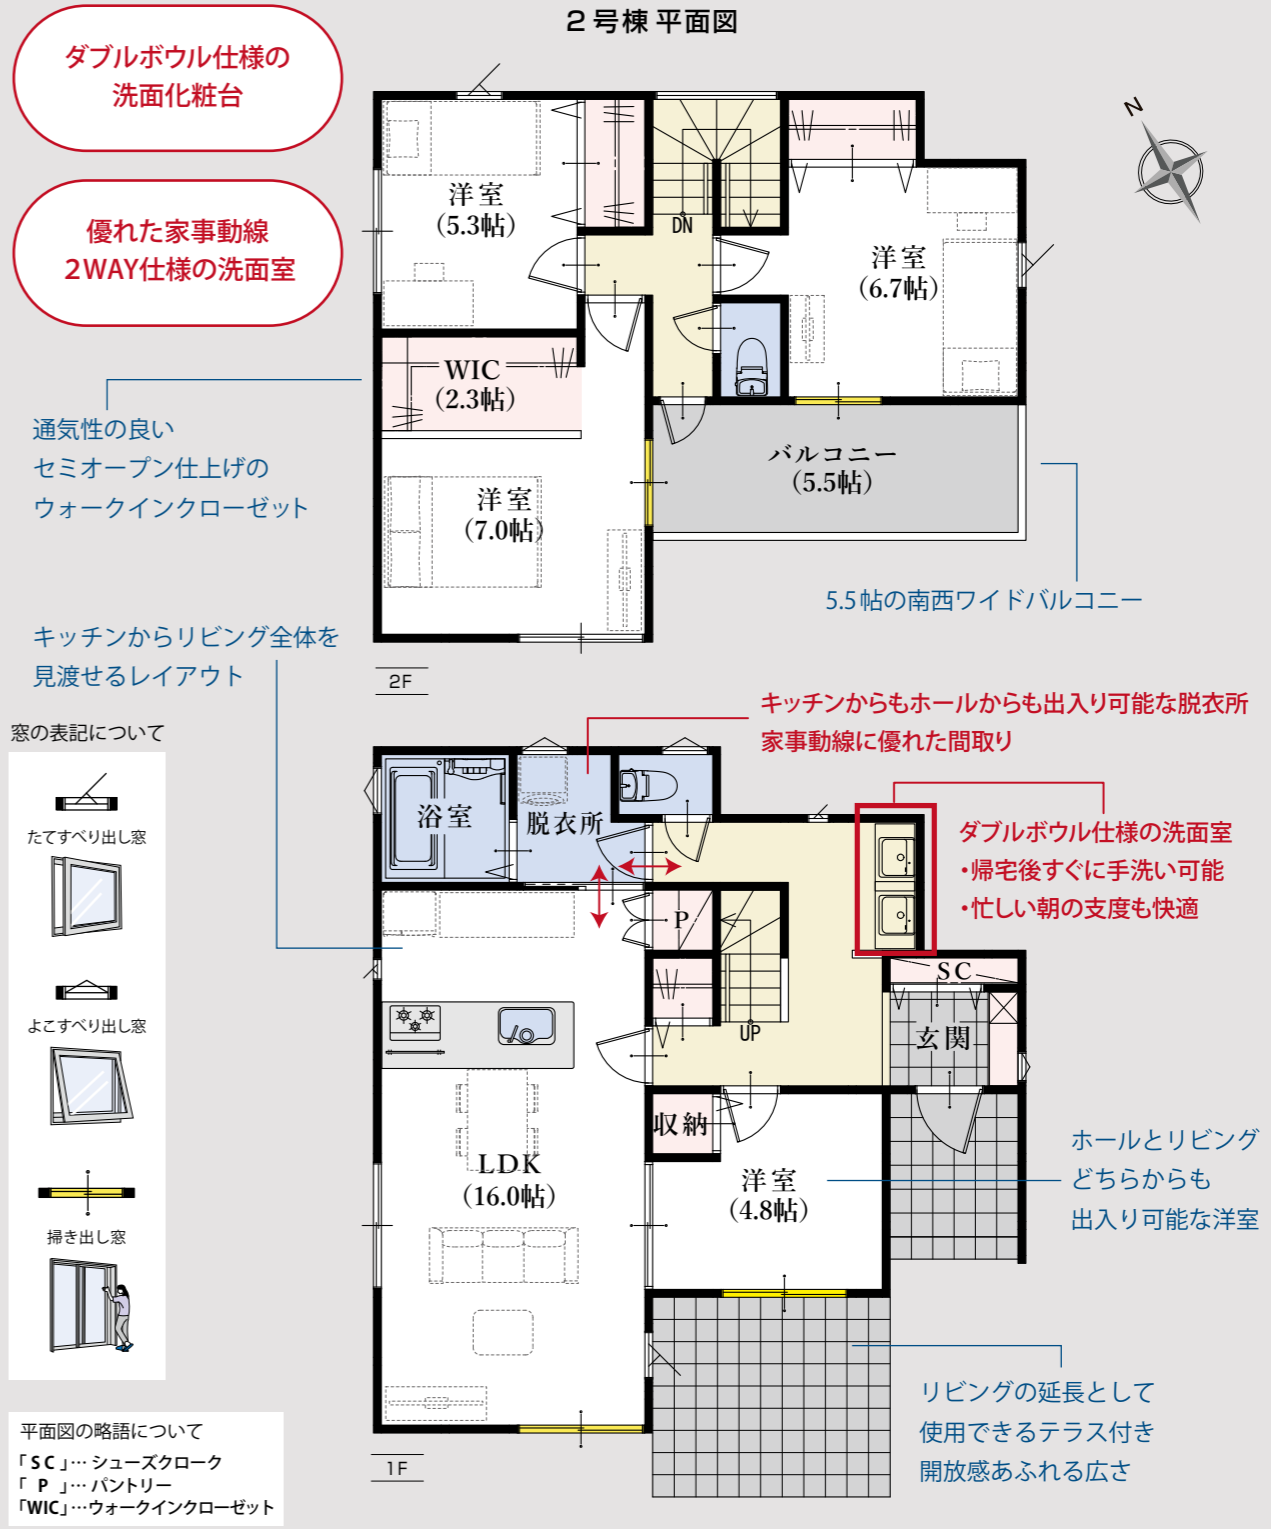 2号棟 平面図
ダブルボウル仕様の
洗面化粧台
優れた家事動線
2WAY仕様の洗面室
N
洋室
(5.3帖)
DN
洋室
(6.7帖)
WIC
(2.3帖)
バルコニー
(5.5帖)
洋室
(7.0帖)
通気性の良い
セミオープン仕上げの
ウォークインクローゼット
5.5帖の南西ワイドバルコニー
キッチンからリビング全体を
見渡せるレイアウト
2F
キッチンからもホールからも出入り可能な脱衣所
家事動線に優れた間取り
窓の表記について
たてすべり出し窓
よこすべり出し窓
掃き出し窓
浴室
脱衣所
ダブルボウル仕様の洗面室
・帰宅後すぐに手洗い可能
・忙しい朝の支度も快適
P
SC
UP
玄関
収納
LDK
(16.0帖)
洋室
(4.8帖)
ホールとリビング
どちらからも
出入り可能な洋室
リビングの延長として
使用できるテラス付き
開放感あふれる広さ
1F
平面図の略語について
「SC」…シューズクローク
「P」…パントリー
「WIC」…ウォークインクローゼット